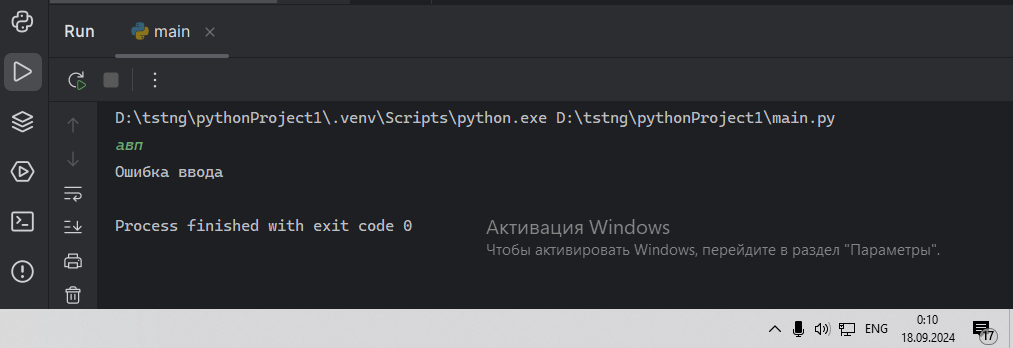 Run
main
D:\tstng\pythonProject1\.venv\Scripts\python.exe D:\tstng\pythonProject1\main.py
авп
Ошибка ввода
Process finished with exit code 0
Активация Windows
Чтобы активировать Windows, перейдите в раздел "Параметры".
ENG
0:10
18.09.2024
17